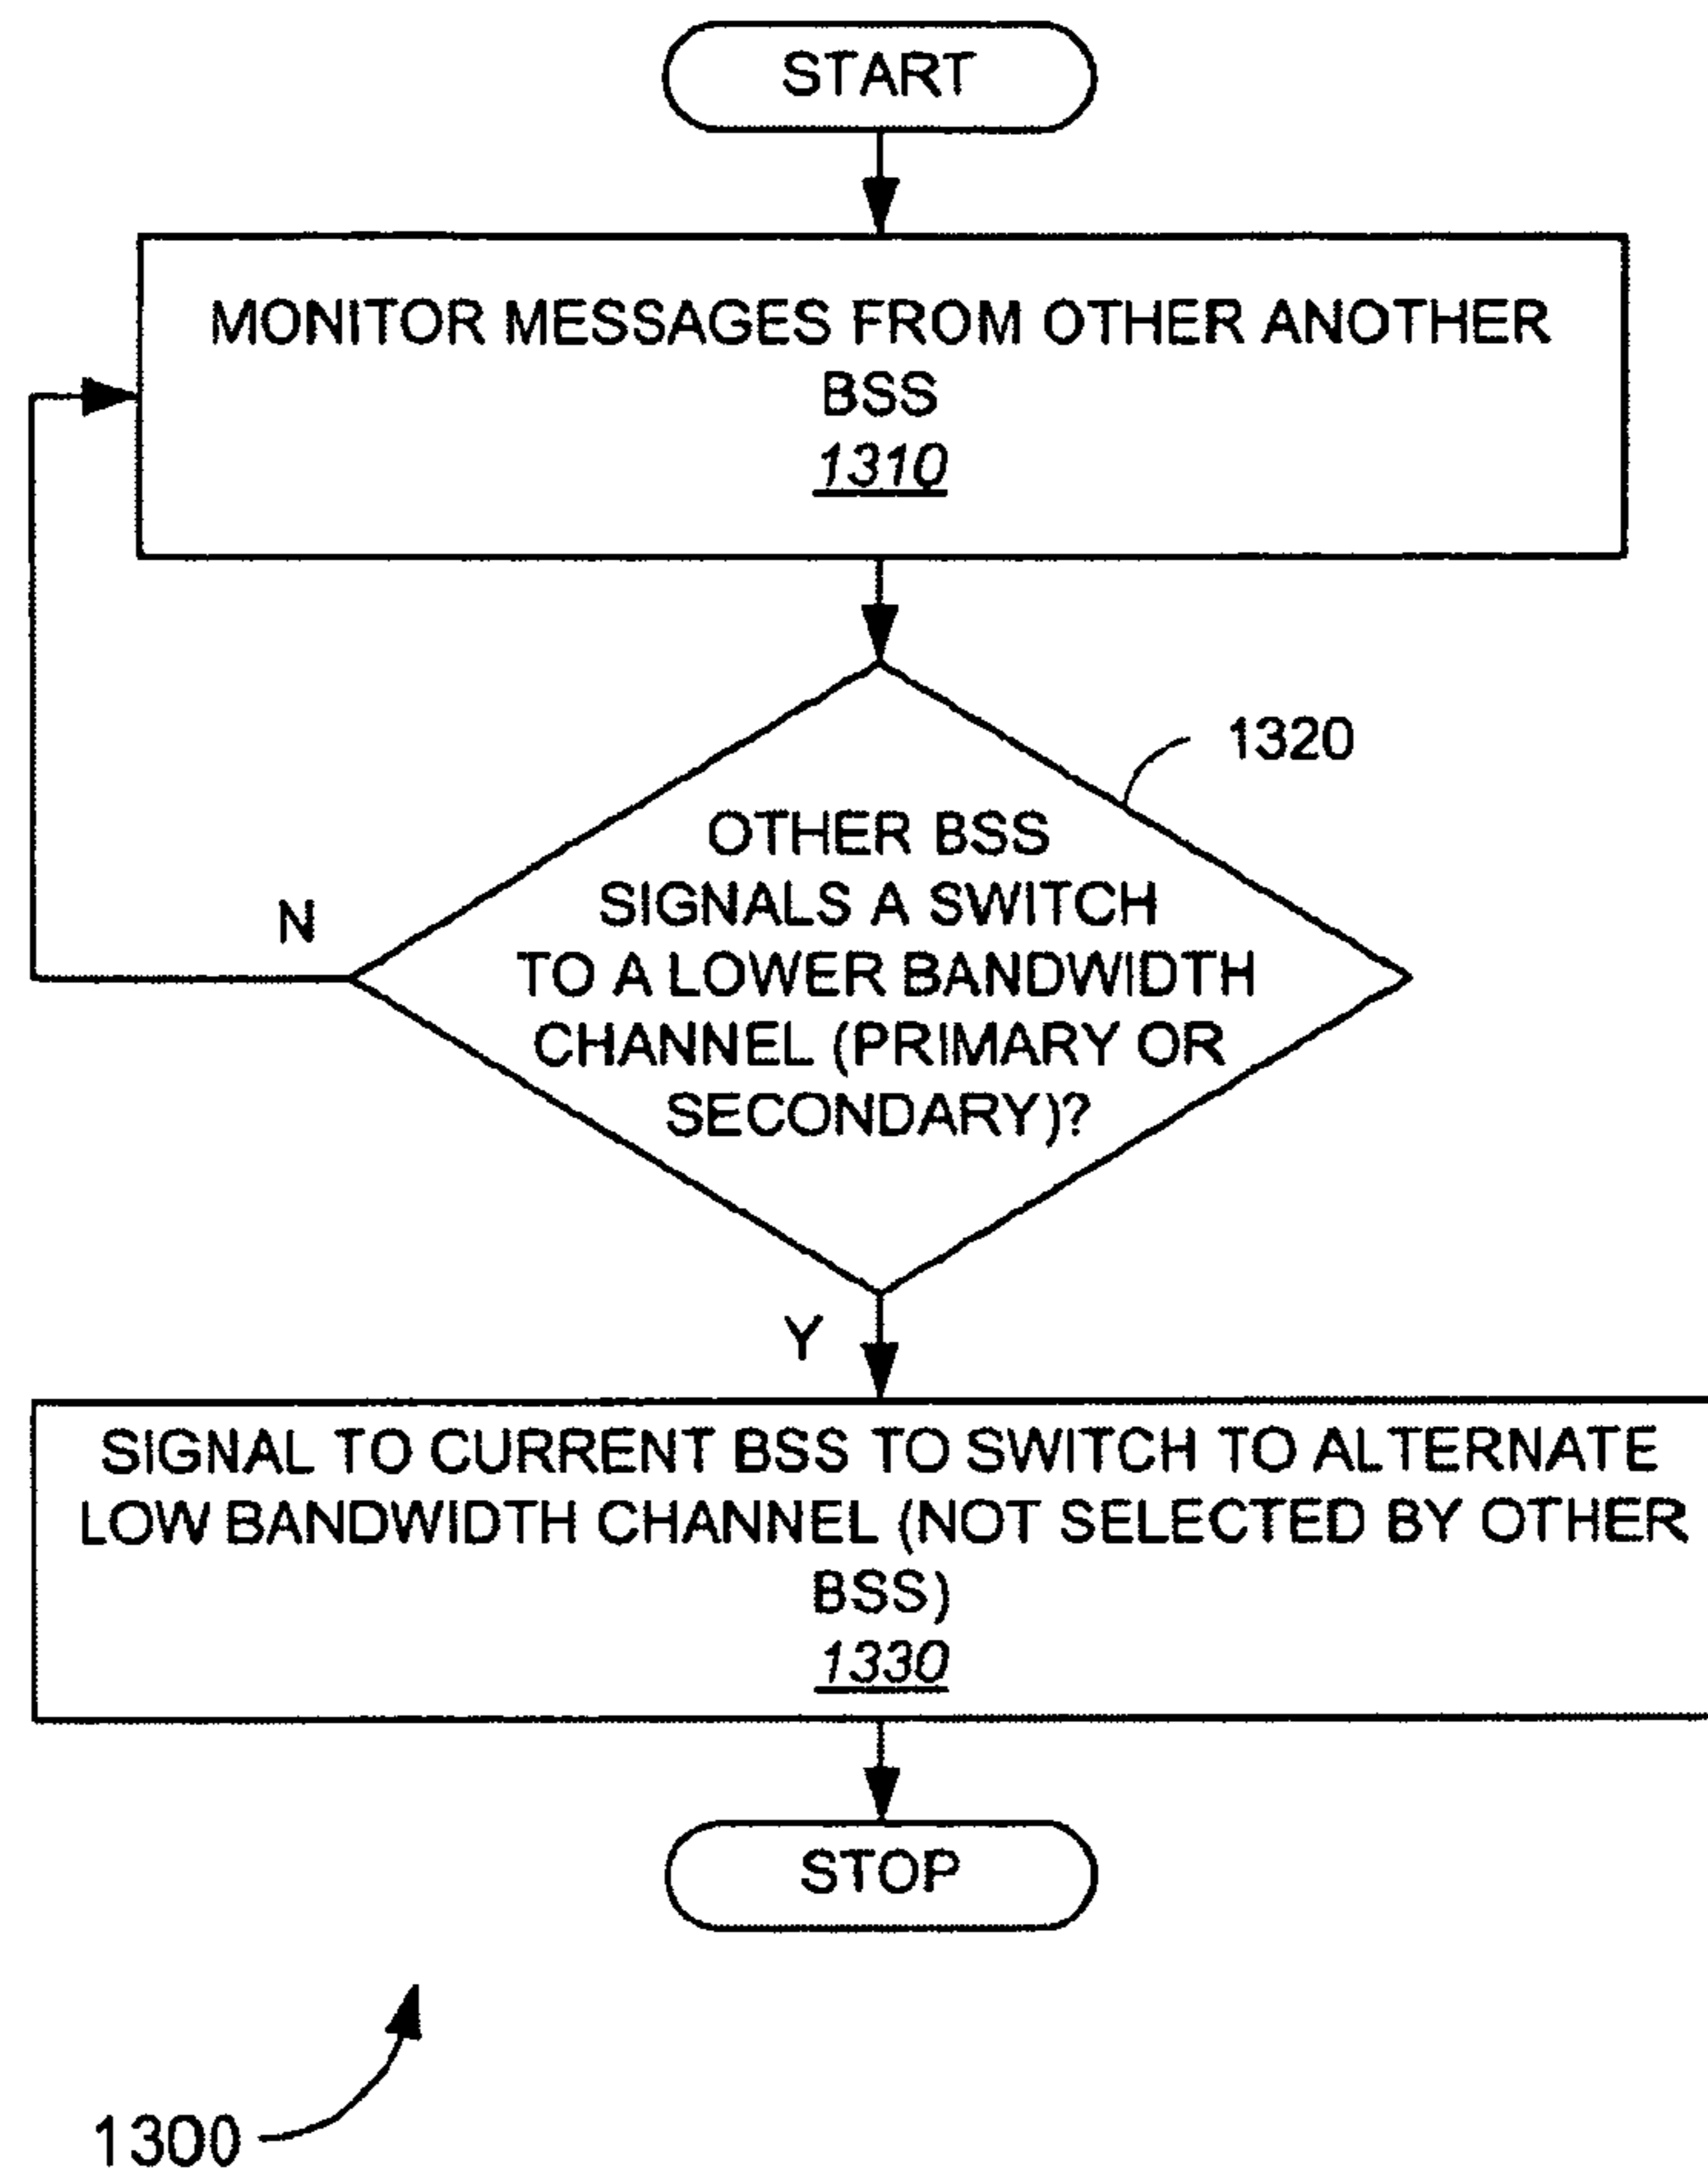 START
MONITOR MESSAGES FROM OTHER ANOTHER
BSS
1310
1320
OTHER BSS
SIGNALS A SWITCH
TO A LOWER BANDWIDTH
CHANNEL (PRIMARY OR
SECONDARY)?
N
Y
SIGNAL TO CURRENT BSS TO SWITCH TO ALTERNATE
LOW BANDWIDTH CHANNEL (NOT SELECTED BY OTHER
BSS)
1330
STOP
1300